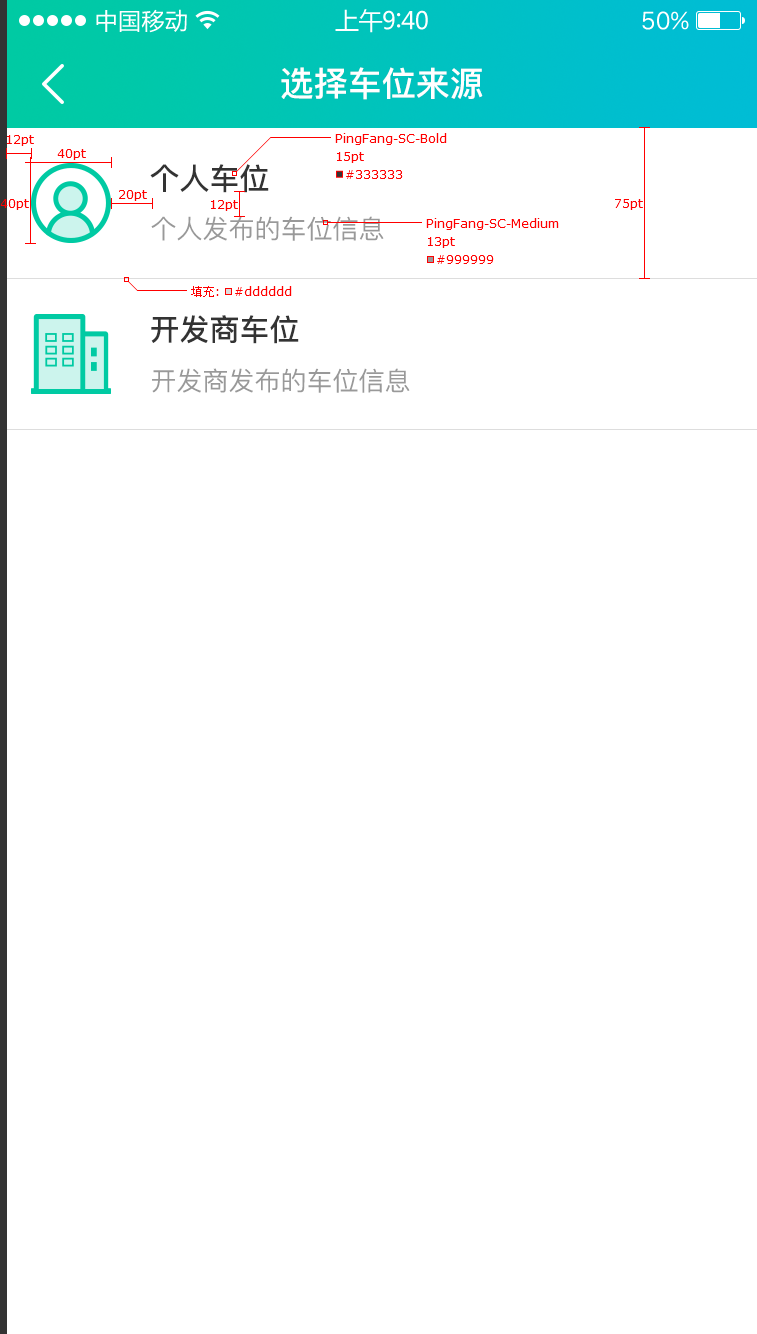 中国移动 上午9:40 50%
选择车位来源
12pt
40pt
40pt
20pt
个人车位
PingFang-SC-Bold
15pt
#333333
12pt
个人发布的车位信息
PingFang-SC-Medium
13pt
#999999
75pt
填充: #dddddd
开发商车位
开发商发布的车位信息